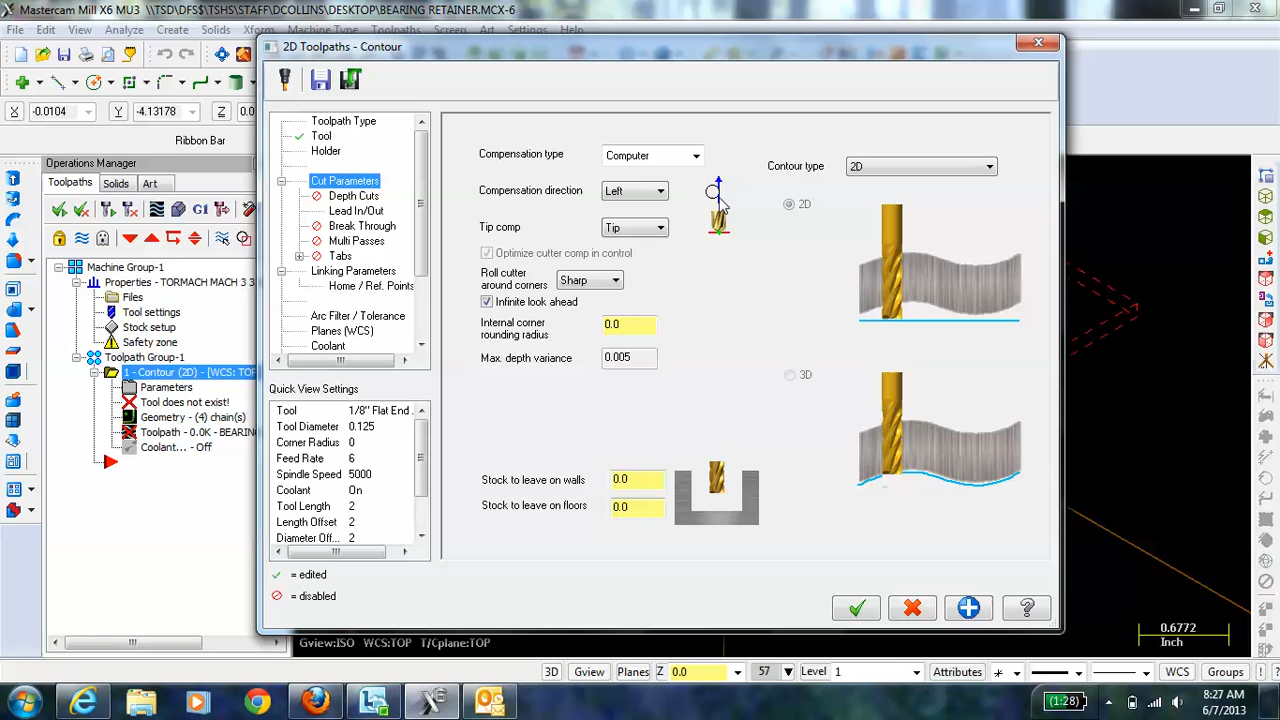 Mastercam Mill X6 MU3 \\TSD\DFS$\TSHS\STAFF\DCOLLINS\DESKTOP\BEARING RETAINER.MCX-6
File Edit View Analyze Create Solids Xform Machine Type Toolpaths Screen Art Settings Help
2D Toolpaths - Contour
X -0.0104 Y -4.13178 Z 0.0
Ribbon Bar
Operations Manager
Toolpaths Solids Art
G1
Machine Group-1
Properties - TORMACH MACH 3 3
Files
Tool settings
Stock setup
Safety zone
Toolpath Group-1
1 - Contour (2D) - [WCS: TOP
Parameters
Tool does not exist!
Geometry - (4) chain(s)
Toolpath - 0.0K - BEARING
Coolant... - Off
Toolpath Type
Tool
Holder
Cut Parameters
Depth Cuts
Lead In/Out
Break Through
Multi Passes
Tabs
Linking Parameters
Home / Ref. Points
Arc Filter / Tolerance
Planes (WCS)
Coolant
Quick View Settings
Tool 1/8" Flat End .
Tool Diameter 0.125
Corner Radius 0
Feed Rate 6
Spindle Speed 5000
Coolant On
Tool Length 2
Length Offset 2
Diameter Off... 2
= edited
= disabled
Compensation type Computer
Compensation direction Left
Tip comp Tip
Optimize cutter comp in control
Roll cutter
around corners Sharp
Infinite look ahead
Internal corner
rounding radius 0.0
Max. depth variance 0.005
Stock to leave on walls 0.0
Stock to leave on floors 0.0
Contour type 2D
2D
3D
0.6772
Inch
Gview:ISO WCS:TOP T/Cplane:TOP
3D Gview Planes Z 0.0 57 Level 1 Attributes WCS Groups
(1:28)
8:27 AM
6/7/2013